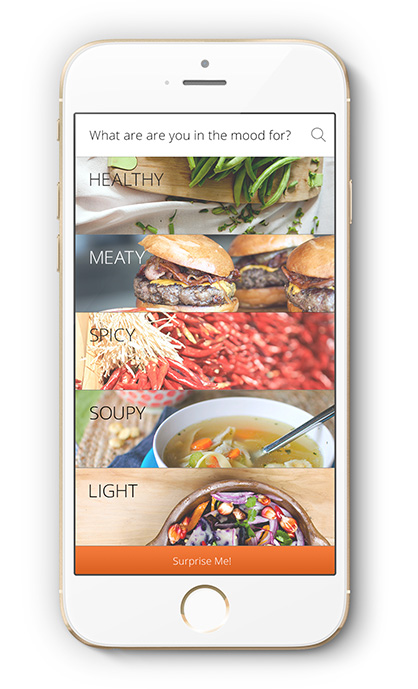 What are are you in the mood for?
HEALTHY
MEATY
SPICY
SOUPY
LIGHT
Surprise Me!